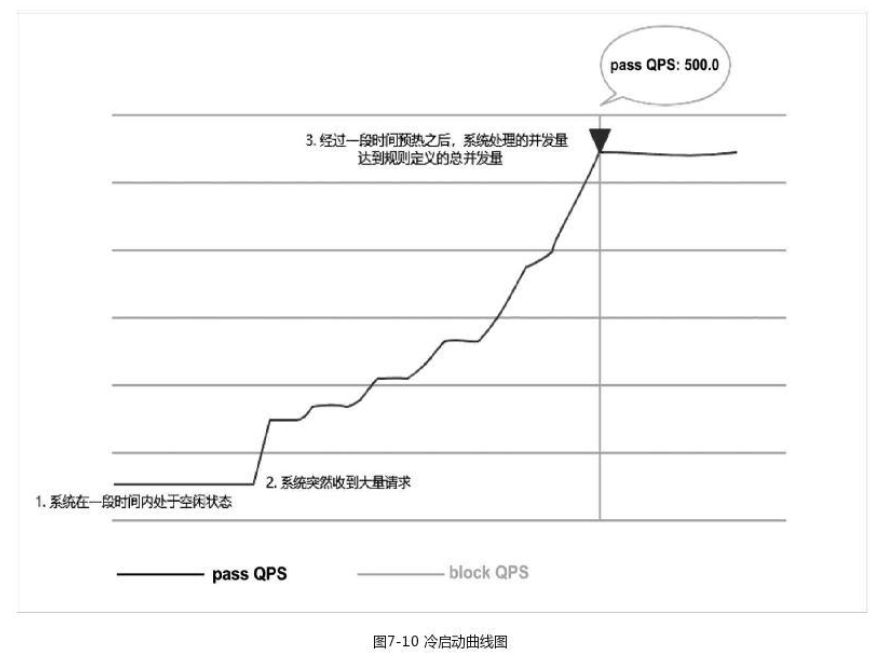 pass QPS: 500.0
3. 经过一段时间预热之后，系统处理的并发量
达到规则定义的总并发量
2. 系统突然收到大量请求
1. 系统在一段时间内处于空闲状态
pass QPS
block QPS
图7-10 冷启动曲线图